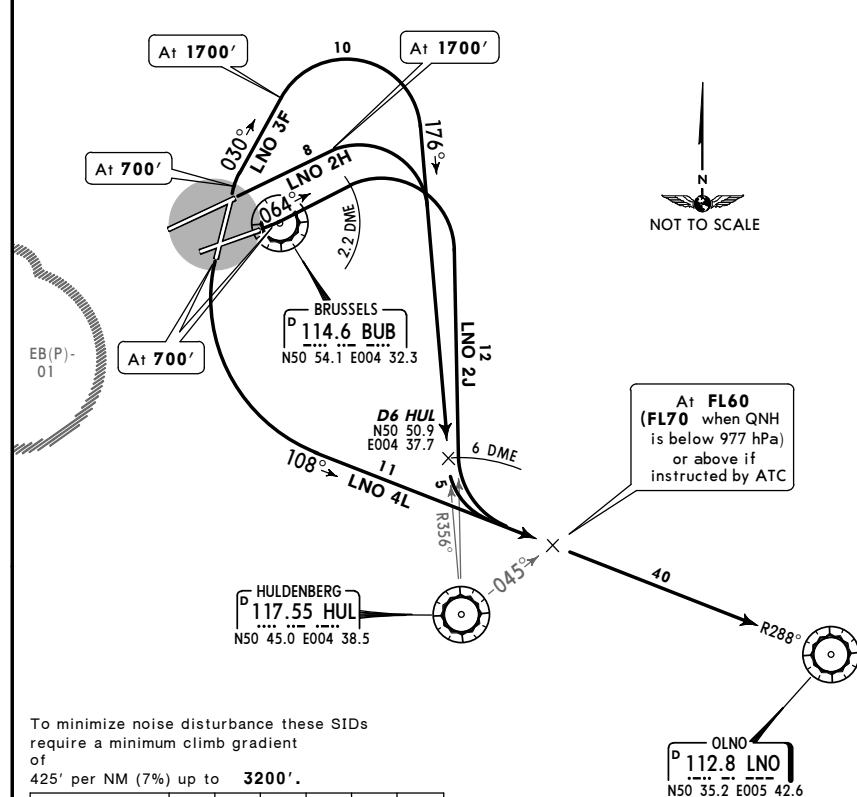 At 1700'
10
At 1700'
030°
LNO 3F
176°
8
LNO 2H
At 700'
064°
2.2 DME
N
NOT TO SCALE
BRUSSELS
D 114.6 BUB
N50 54.1 E004 32.3
EB(P)-
01
At 700'
12
LNO 2J
At FL60
(FL70 when QNH
is below 977 hPa)
or above if
instructed by ATC
D6 HUL
N50 50.9
E004 37.7
6 DME
108°
11
LNO 4L
5
R356°
045°
40
HULDENBERG
D 117.55 HUL
N50 45.0 E004 38.5
R288°
OLNO
D 112.8 LNO
N50 35.2 E005 42.6
To minimize noise disturbance these SIDs
require a minimum climb gradient
of
425' per NM (7%) up to 3200'.